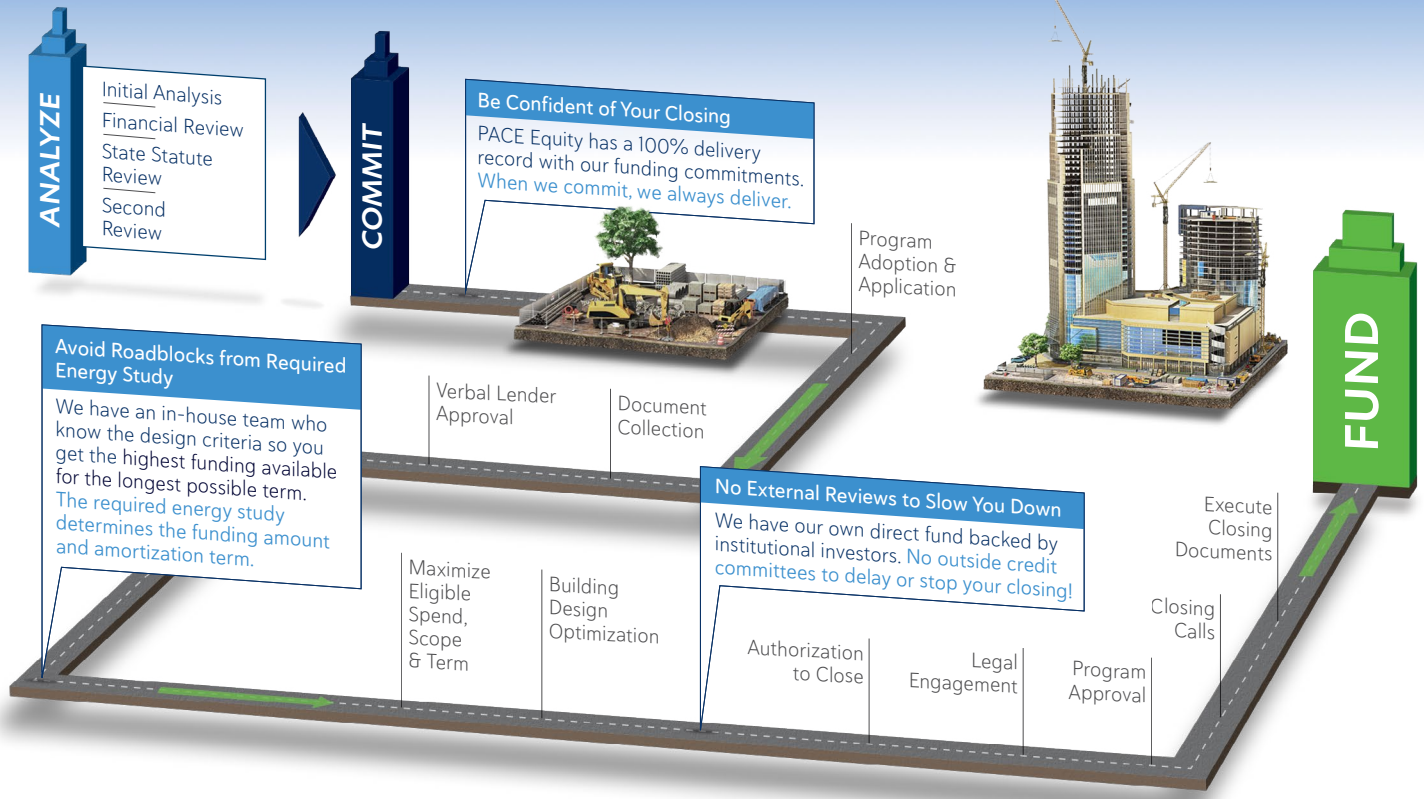 ANALYZE
Initial Analysis
Financial Review
State Statute
Review
Second
Review
COMMIT
Be Confident of Your Closing
PACE Equity has a 100% delivery
record with our funding commitments.
When we commit, we always deliver.
Program
Adoption &
Application
Document
Collection
Verbal Lender
Approval
Avoid Roadblocks from Required
Energy Study
We have an in-house team who
know the design criteria so you
get the highest funding available
for the longest possible term.
The required energy study
determines the funding amount
and amortization term.
Maximize
Eligible
Spend,
Scope
& Term
Building
Design
Optimization
No External Reviews to Slow You Down
We have our own direct fund backed by
institutional investors. No outside credit
committees to delay or stop your closing!
Authorization
to Close
Legal
Engagement
Program
Approval
Closing
Calls
Execute
Closing
Documents
FUND